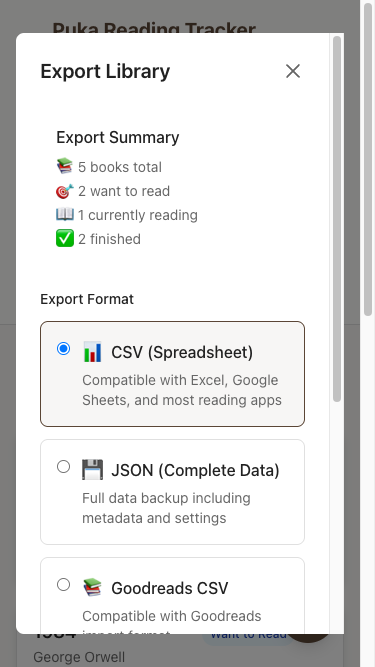 Puka Reading Tracker
Export Library
Export Summary
📚 5 books total
🎯 2 want to read
📖 1 currently reading
✅ 2 finished
Export Format
📊 CSV (Spreadsheet)
Compatible with Excel, Google
Sheets, and most reading apps
💾 JSON (Complete Data)
Full data backup including
metadata and settings
📚 Goodreads CSV
Compatible with Goodreads
import format
1984
Want to Read
George Orwell